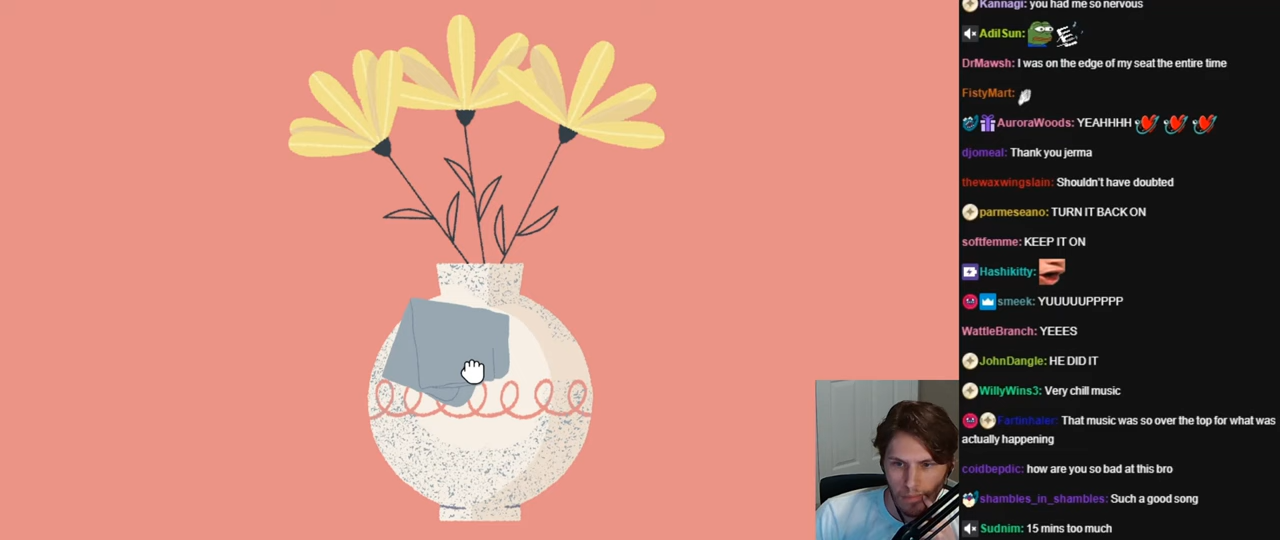 Kannagi: you had me so nervous
AdilSun:
DrMawsh: I was on the edge of my seat the entire time
FistyMart:
AuroraWoods: YEAHHHH
djomeal: Thank you jerma
thewaxwingslain: Shouldn't have doubted
parmeseano: TURN IT BACK ON
softfemme: KEEP IT ON
Hashikitty:
smeek: YUUUUUPPPPP
WattleBranch: YEEES
JohnDangle: HE DID IT
WillyWins3: Very chill music
Fartinhaler: That music was so over the top for what was
actually happening
coidbepdic: how are you so bad at this bro
shambles_in_shambles: Such a good song
Sudnim: 15 mins too much